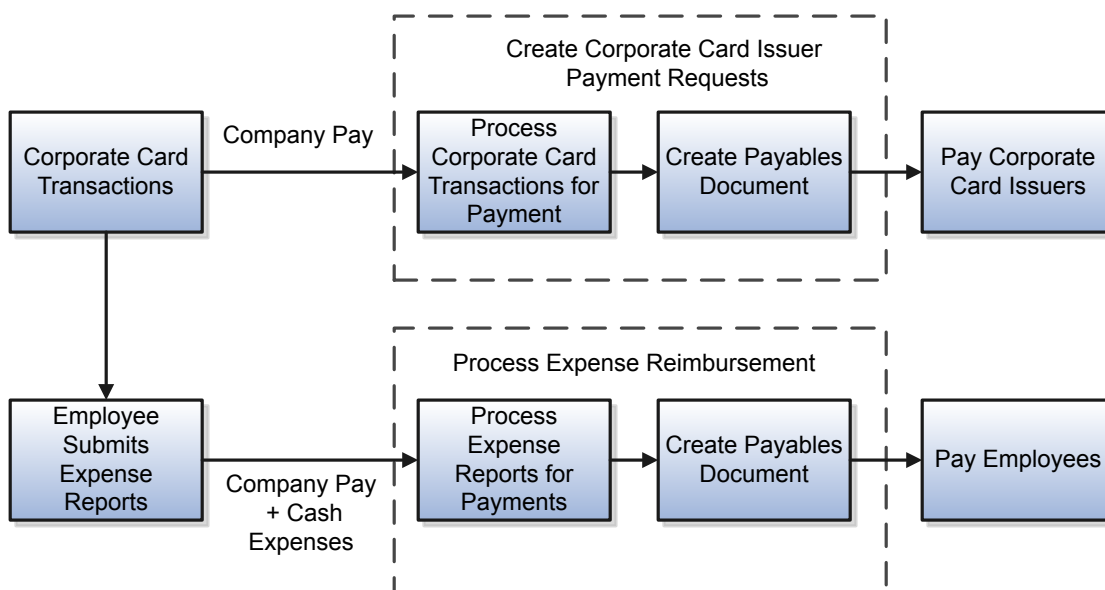 Create Corporate Card Issuer
Payment Requests
Corporate Card
Transactions
Company Pay
Process
Corporate Card
Transactions for
Payment
Create Payables
Document
Pay Corporate
Card Issuers
Process Expense Reimbursement
Employee
Submits
Expense
Reports
Company Pay
+ Cash
Expenses
Process
Expense
Reports for
Payments
Create Payables
Document
Pay Employees